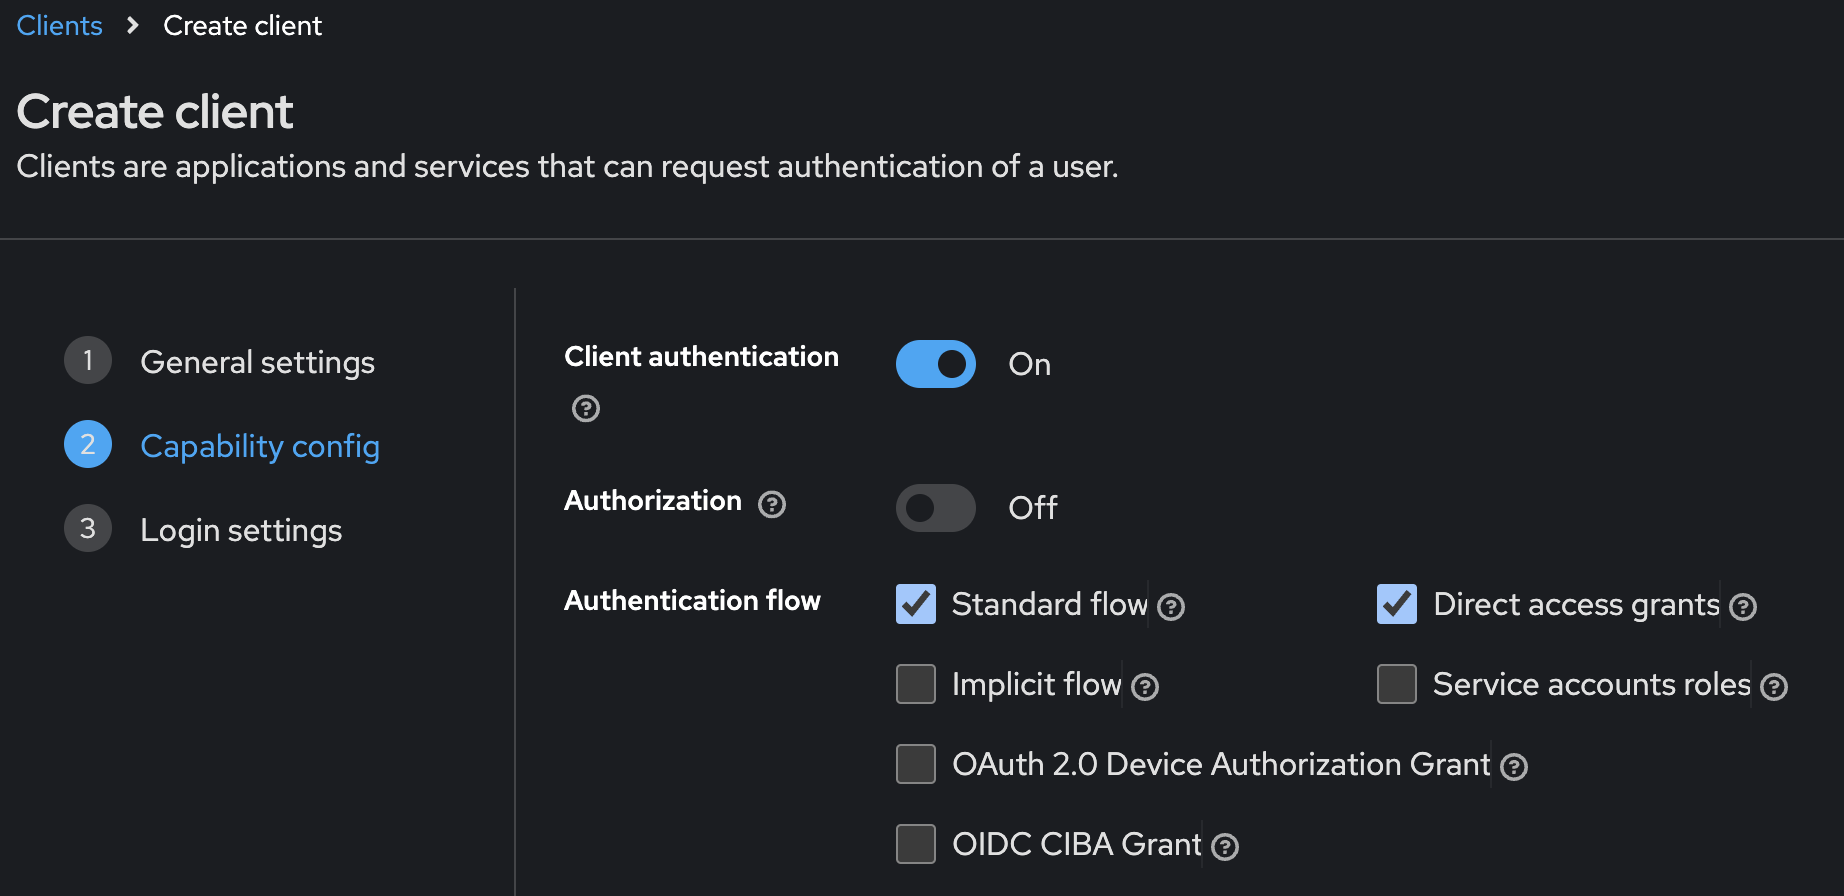 Clients > Create client
Create client
Clients are applications and services that can request authentication of a user.
1 General settings
2 Capability config
3 Login settings
Client authentication ? On
Authorization ? Off
Authentication flow
Standard flow ? Direct access grants ?
Implicit flow ? Service accounts roles ?
OAuth 2.0 Device Authorization Grant ?
OIDC CIBA Grant ?